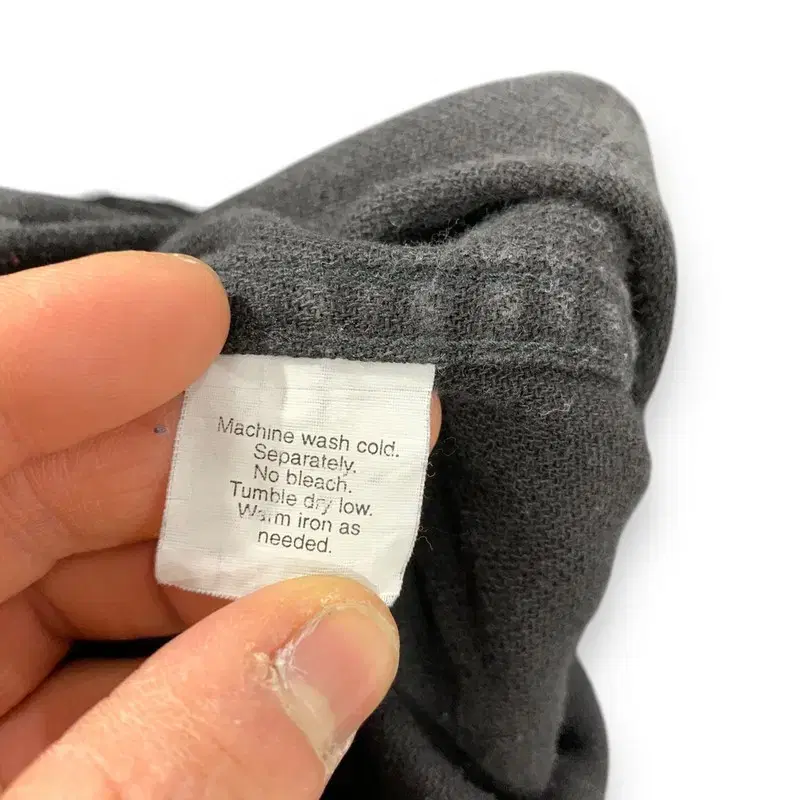 Machine wash cold.
Separately.
No bleach.
Tumble dry low.
Warm iron as
needed.